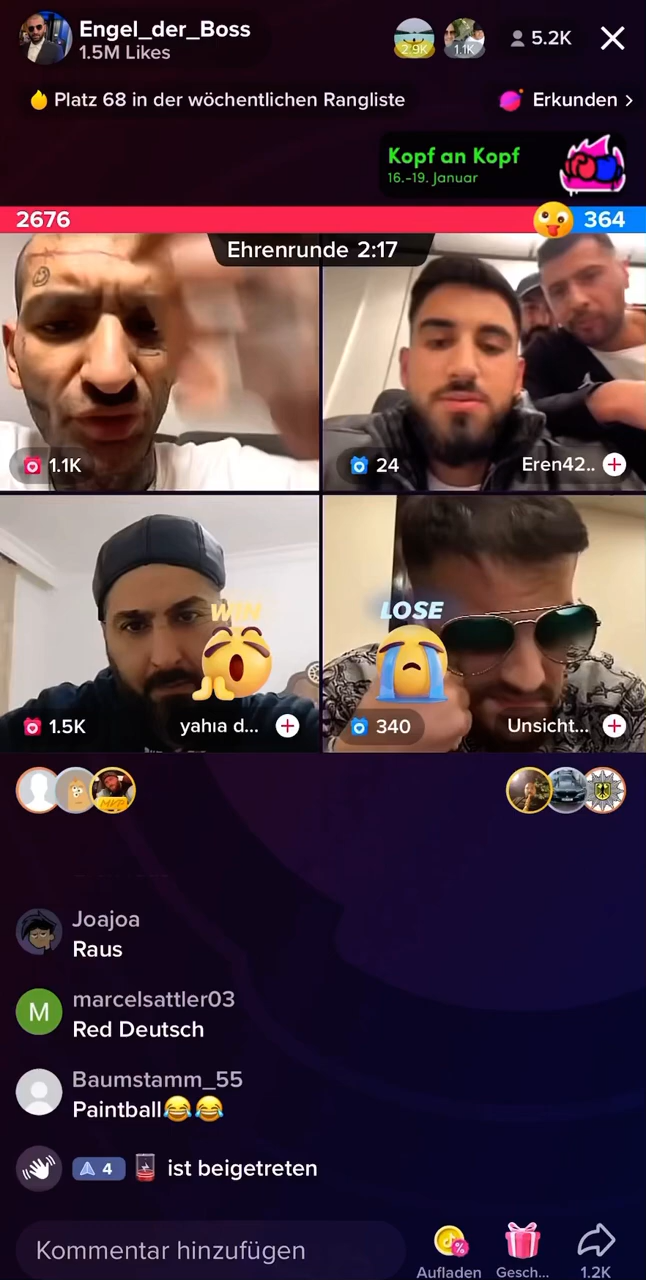 Engel_der_Boss
1.5M Likes
2.9K
1.1K
5.2K
Platz 68 in der wöchentlichen Rangliste
Erkunden >
Kopf an Kopf
16.-19. Januar
2676
364
Ehrenrunde 2:17
1.1K
24
Eren42..
WIN
LOSE
1.5K
yahıa d...
340
Unsicht...
MKP
Joajoa
Raus
M
marcelsattler03
Red Deutsch
Baumstamm_55
Paintball😂😂
4
ist beigetreten
Kommentar hinzufügen
Aufladen
Gesch...
1.2K